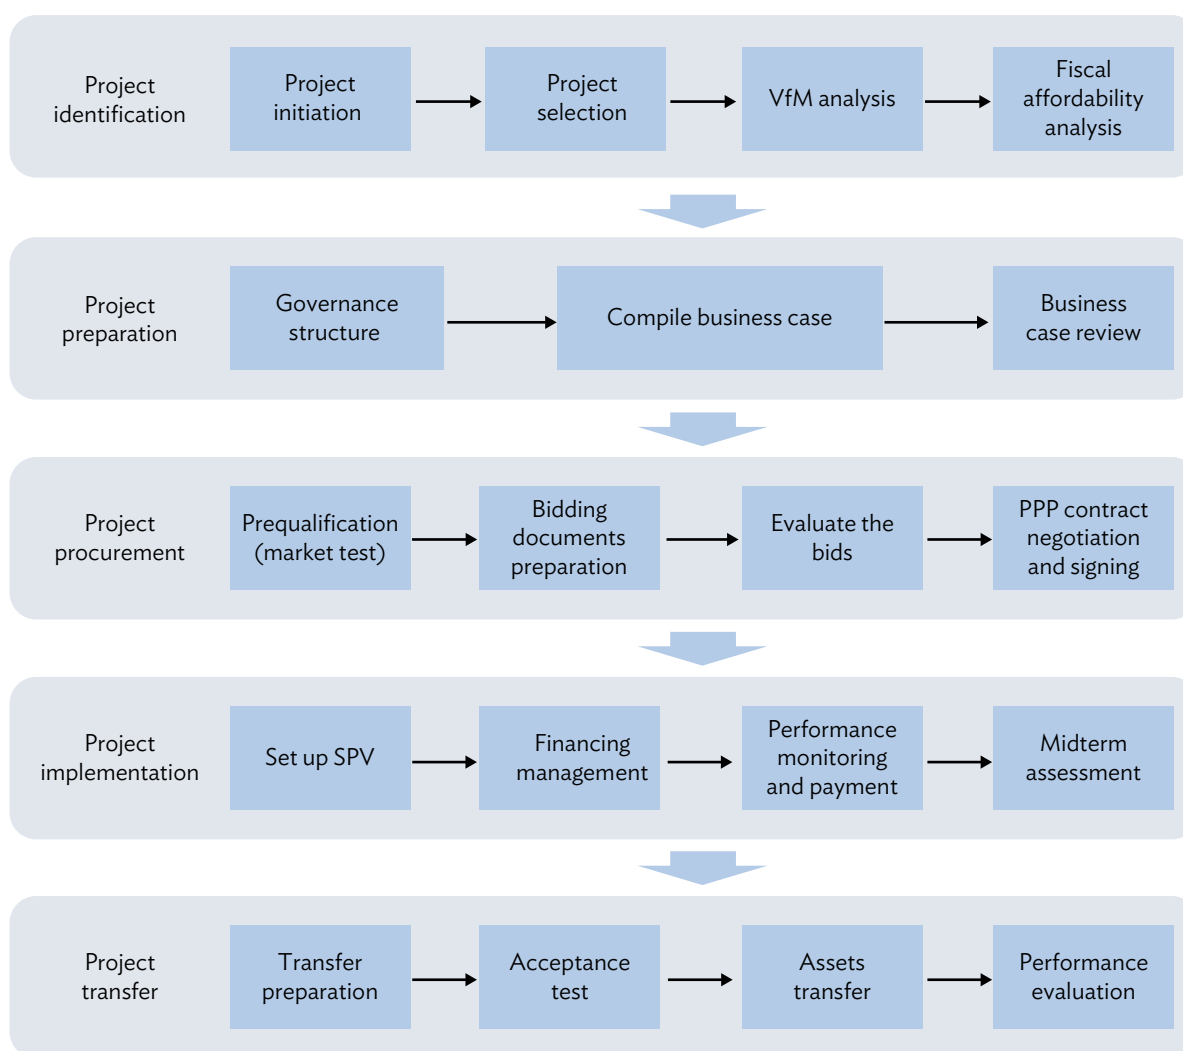 Project
identification
Project
initiation
Project
selection
VfM analysis
Fiscal
affordability
analysis
Project
preparation
Governance
structure
Compile business case
Business
case review
Project
procurement
Prequalification
(market test)
Bidding
documents
preparation
Evaluate the
bids
PPP contract
negotiation
and signing
Project
implementation
Set up SPV
Financing
management
Performance
monitoring
and payment
Midterm
assessment
Project
transfer
Transfer
preparation
Acceptance
test
Assets
transfer
Performance
evaluation